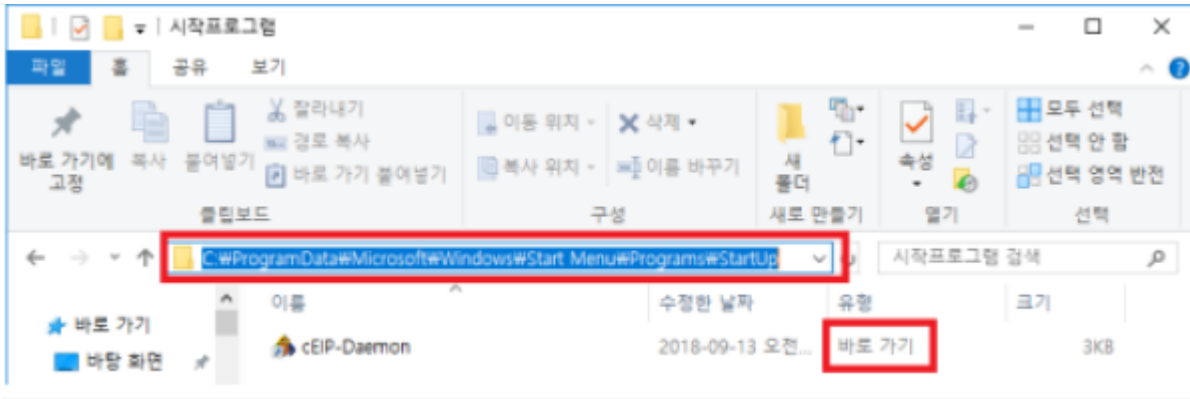 시작프로그램
파일 홈 공유 보기
바로 가기에 고정
복사
붙여넣기
잘라내기
경로 복사
바로 가기 붙여넣기
클립보드
이동 위치
복사 위치
삭제
이름 바꾸기
구성
새 폴더
새로 만들기
속성
열기
모두 선택
선택 안 함
선택 영역 반전
선택
C:₩ProgramData₩Microsoft₩Windows₩Start Menu₩Programs₩StartUp
시작프로그램 검색
이름 수정한 날짜 유형 크기
바로 가기
바탕 화면
cEIP-Daemon 2018-09-13 오전... 바로 가기 3KB